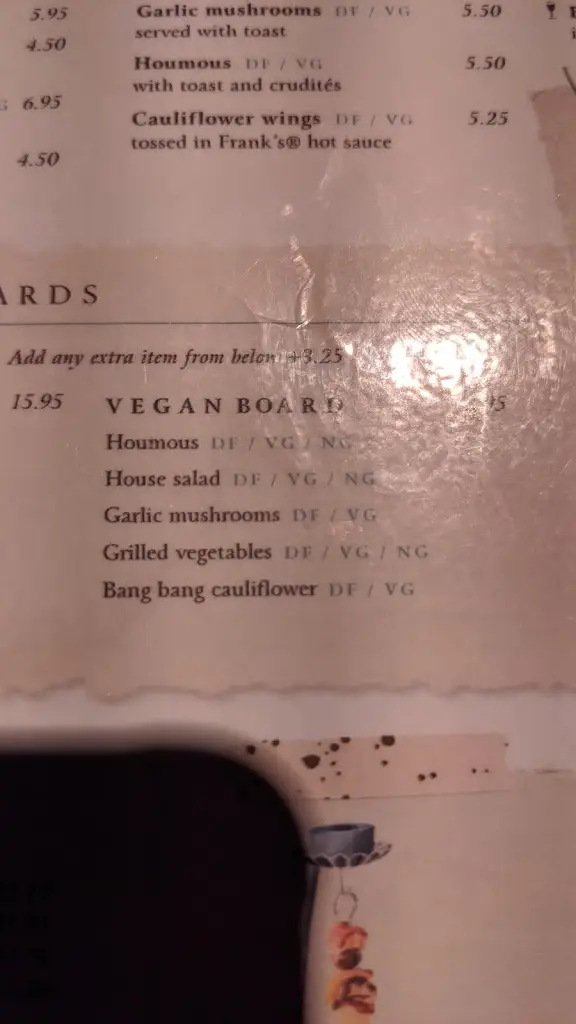 5.95
4.50
G 6.95
4.50
Garlic mushrooms DF / VG 5.50
served with toast
Houmous DF / VG 5.50
with toast and crudités
Cauliflower wings DF / VG 5.25
tossed in Frank's® hot sauce
ARDS
Add any extra item from below +3.25
15.95
VEGAN BOARD
Houmous DF / VG / NG
House salad DF / VG / NG
Garlic mushrooms DF / VG
Grilled vegetables DF / VG / NG
Bang bang cauliflower DF / VG